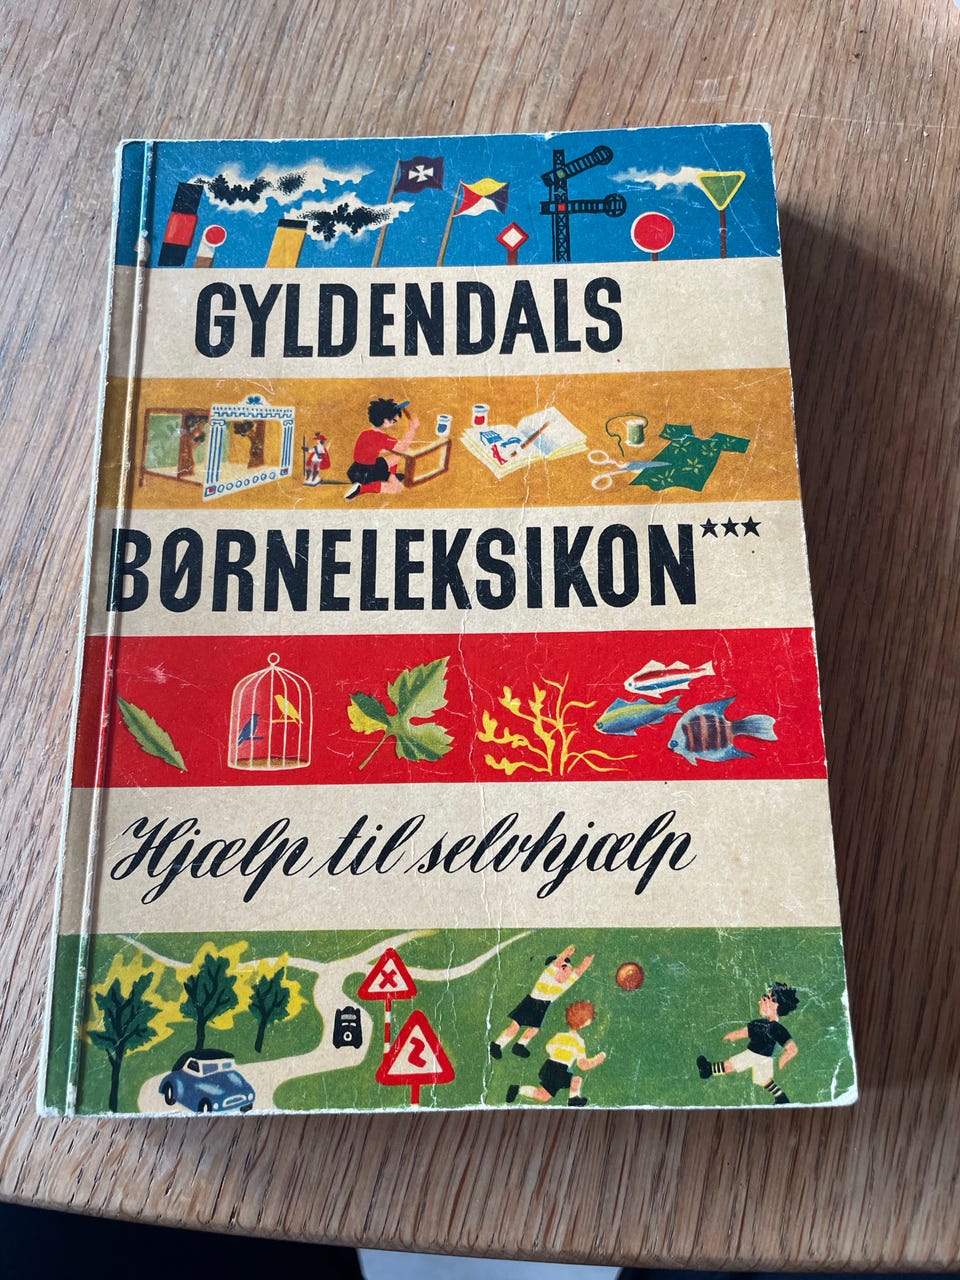 GYLDENDALS
BØRNELEKSIKON***
Hjælp til selvhjælp